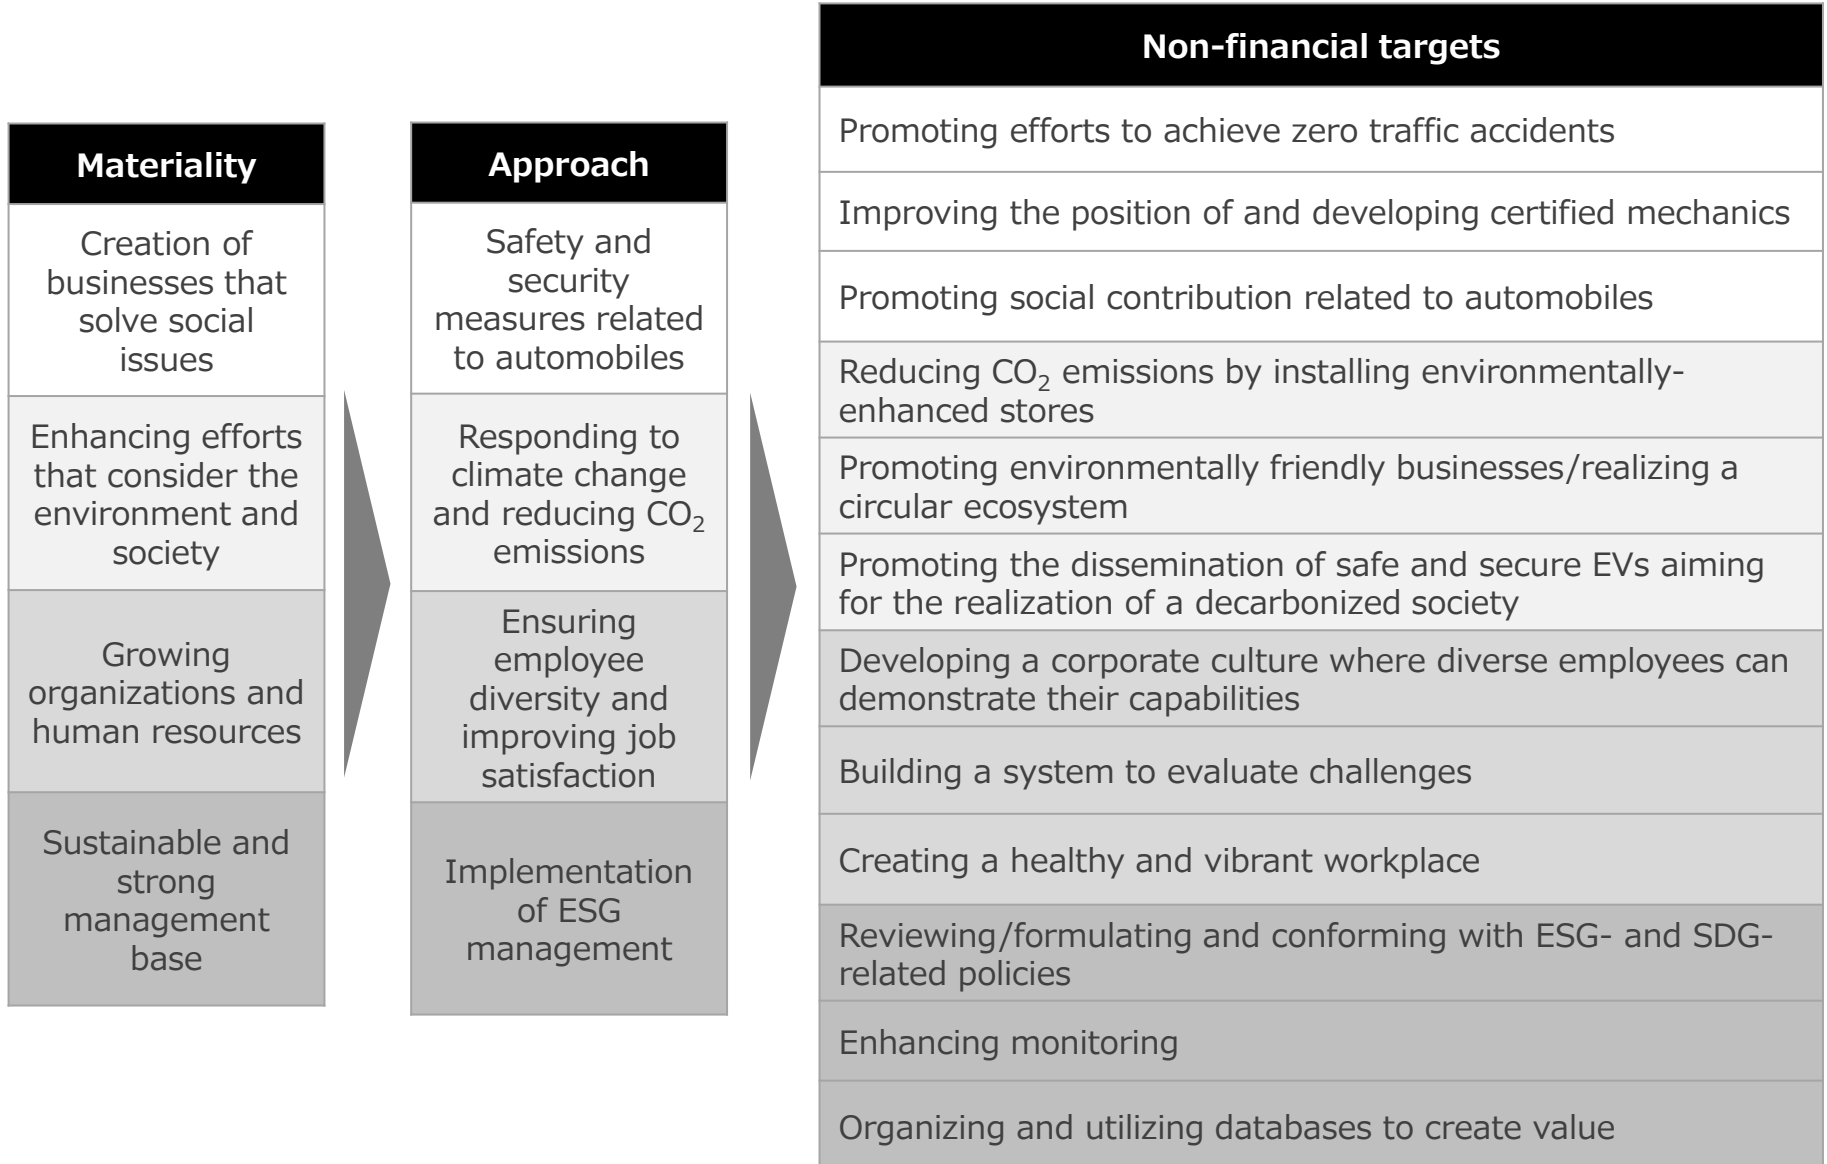 Materiality
Creation of
businesses that
solve social
issues
Enhancing efforts
that consider the
environment and
society
Growing
organizations and
human resources
Sustainable and
strong
management
base
Approach
Safety and
security
measures related
to automobiles
Responding to
climate change
and reducing CO₂
emissions
Ensuring
employee
diversity and
improving job
satisfaction
Implementation
of ESG
management
Non-financial targets
Promoting efforts to achieve zero traffic accidents
Improving the position of and developing certified mechanics
Promoting social contribution related to automobiles
Reducing CO₂ emissions by installing environmentally-
enhanced stores
Promoting environmentally friendly businesses/realizing a
circular ecosystem
Promoting the dissemination of safe and secure EVs aiming
for the realization of a decarbonized society
Developing a corporate culture where diverse employees can
demonstrate their capabilities
Building a system to evaluate challenges
Creating a healthy and vibrant workplace
Reviewing/formulating and conforming with ESG- and SDG-
related policies
Enhancing monitoring
Organizing and utilizing databases to create value